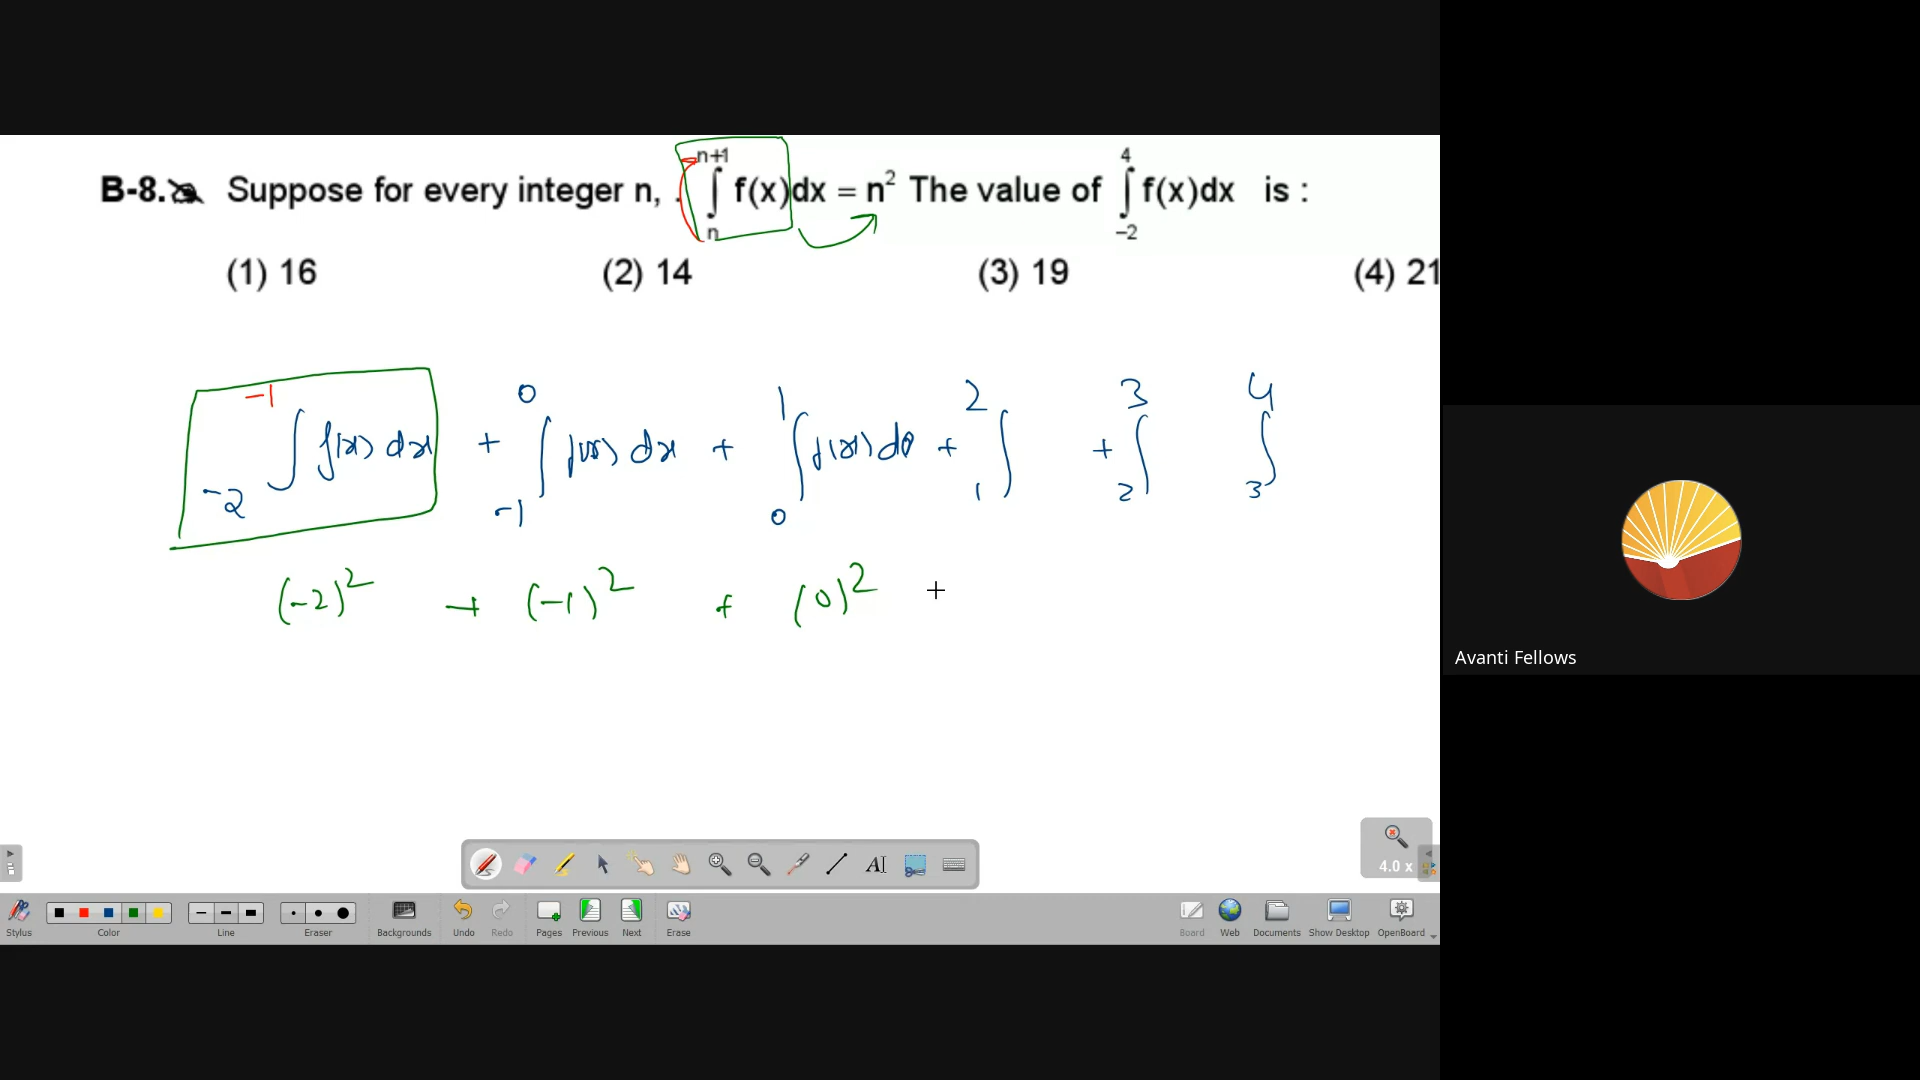 B-8. Suppose for every integer n, ∫ₙⁿ⁺¹ f(x)dx = n² The value of ∫₋₂⁴ f(x)dx is :
(1) 16 (2) 14 (3) 19 (4) 21
∫₋₂⁻¹ f(x) dx + ∫₋₁⁰ f(x) dx + ∫₀¹ f(x) dx + ∫₁² + ∫₂³ ∫₃⁴
(-2)² + (-1)² + (0)²
Avanti Fellows
4.0 x
Stylus Color Line Eraser Backgrounds Undo Redo Pages Previous Next Erase Board Web Documents Show Desktop OpenBoard